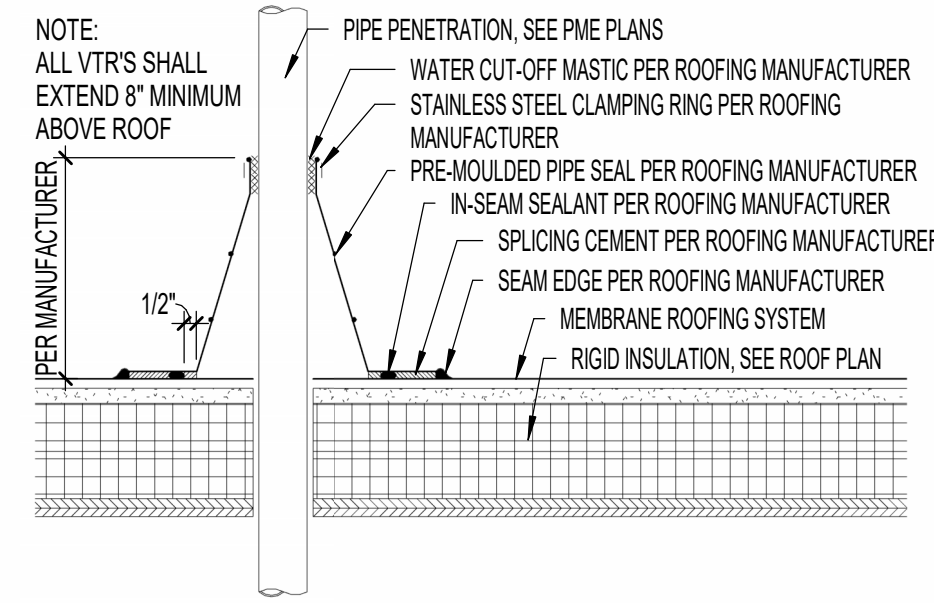 NOTE:
ALL VTR'S SHALL
EXTEND 8" MINIMUM
ABOVE ROOF
PER MANUFACTURER
1/2"
PIPE PENETRATION, SEE PME PLANS
WATER CUT-OFF MASTIC PER ROOFING MANUFACTURER
STAINLESS STEEL CLAMPING RING PER ROOFING
MANUFACTURER
PRE-MOULDED PIPE SEAL PER ROOFING MANUFACTURER
IN-SEAM SEALANT PER ROOFING MANUFACTURER
SPLICING CEMENT PER ROOFING MANUFACTURER
SEAM EDGE PER ROOFING MANUFACTURER
MEMBRANE ROOFING SYSTEM
RIGID INSULATION, SEE ROOF PLAN